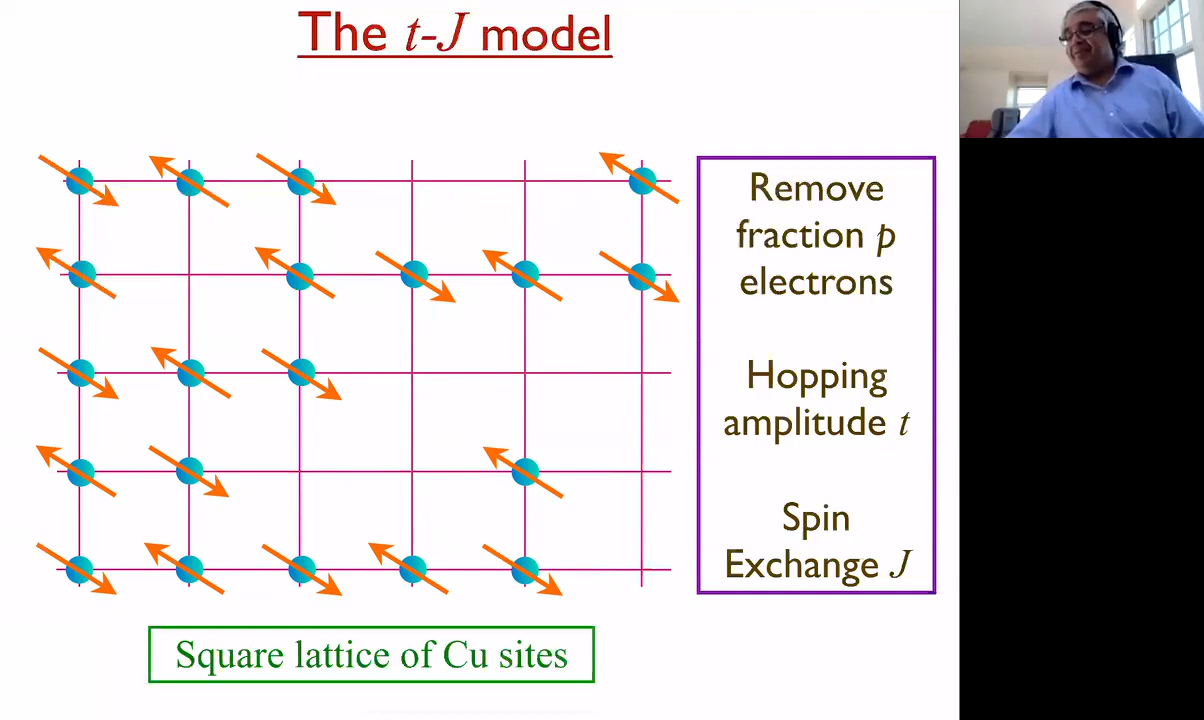 The t-J model
Remove
fraction p
electrons
Hopping
amplitude t
Spin
Exchange J
Square lattice of Cu sites